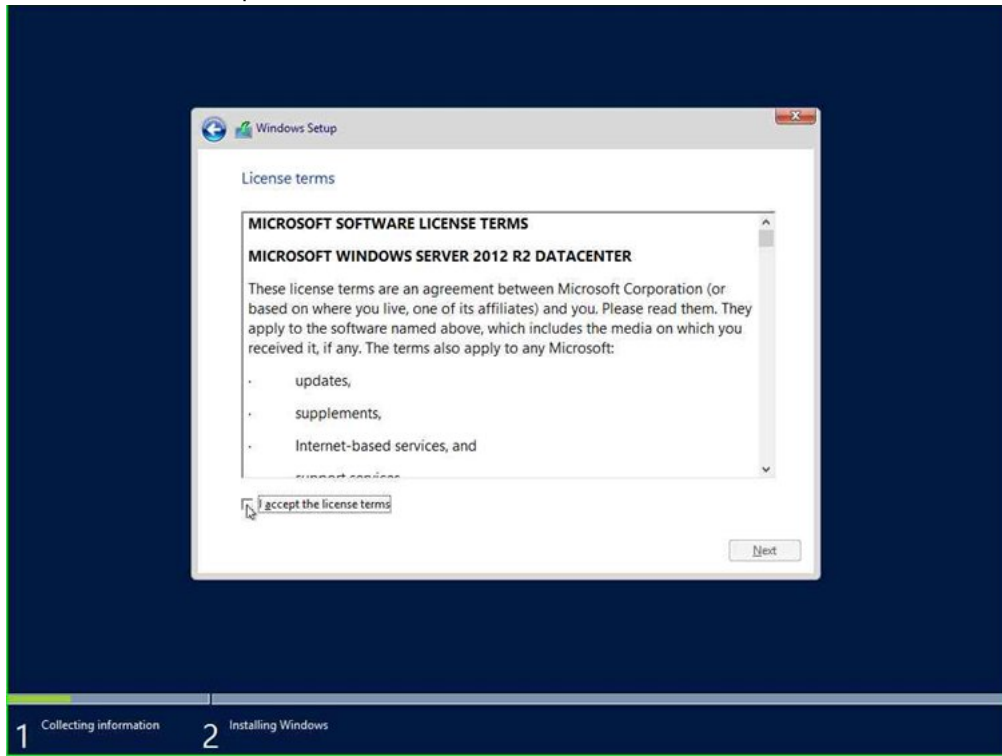 Windows Setup
License terms
MICROSOFT SOFTWARE LICENSE TERMS
MICROSOFT WINDOWS SERVER 2012 R2 DATACENTER
These license terms are an agreement between Microsoft Corporation (or
based on where you live, one of its affiliates) and you. Please read them. They
apply to the software named above, which includes the media on which you
received it, if any. The terms also apply to any Microsoft:
· updates,
· supplements,
· Internet-based services, and
support services
I accept the license terms
Next
1 Collecting information 2 Installing Windows